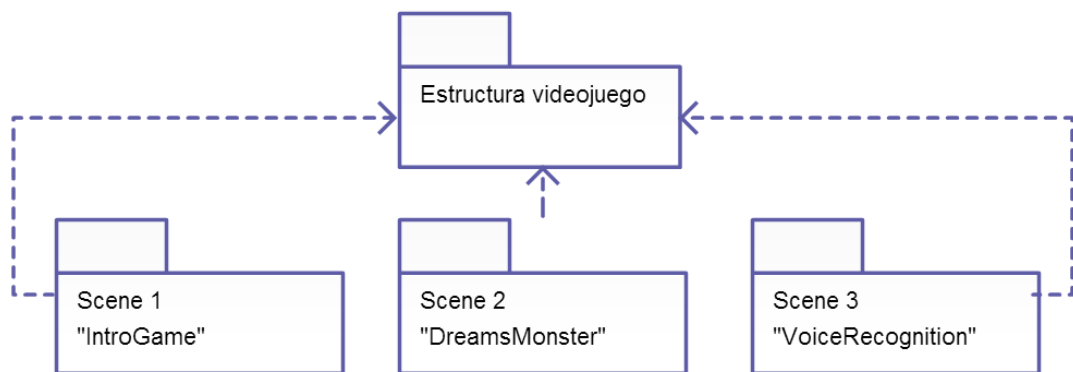 Estructura videojuego
Scene 1
"IntroGame"
Scene 2
"DreamsMonster"
Scene 3
"VoiceRecognition"